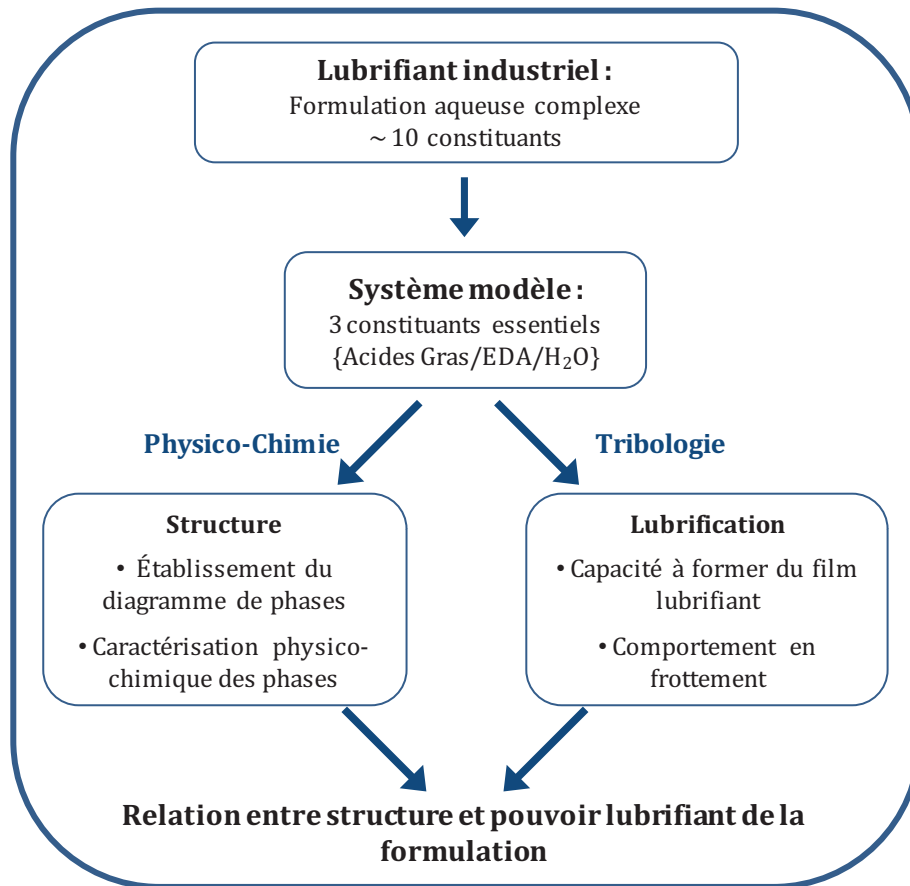 Lubrifiant industriel :
Formulation aqueuse complexe
~ 10 constituants
Système modèle :
3 constituants essentiels
{Acides Gras/EDA/H₂O}
Physico-Chimie
Tribologie
Structure
• Établissement du
diagramme de phases
• Caractérisation physico-
chimique des phases
Lubrification
• Capacité à former du film
lubrifiant
• Comportement en
frottement
Relation entre structure et pouvoir lubrifiant de la
formulation